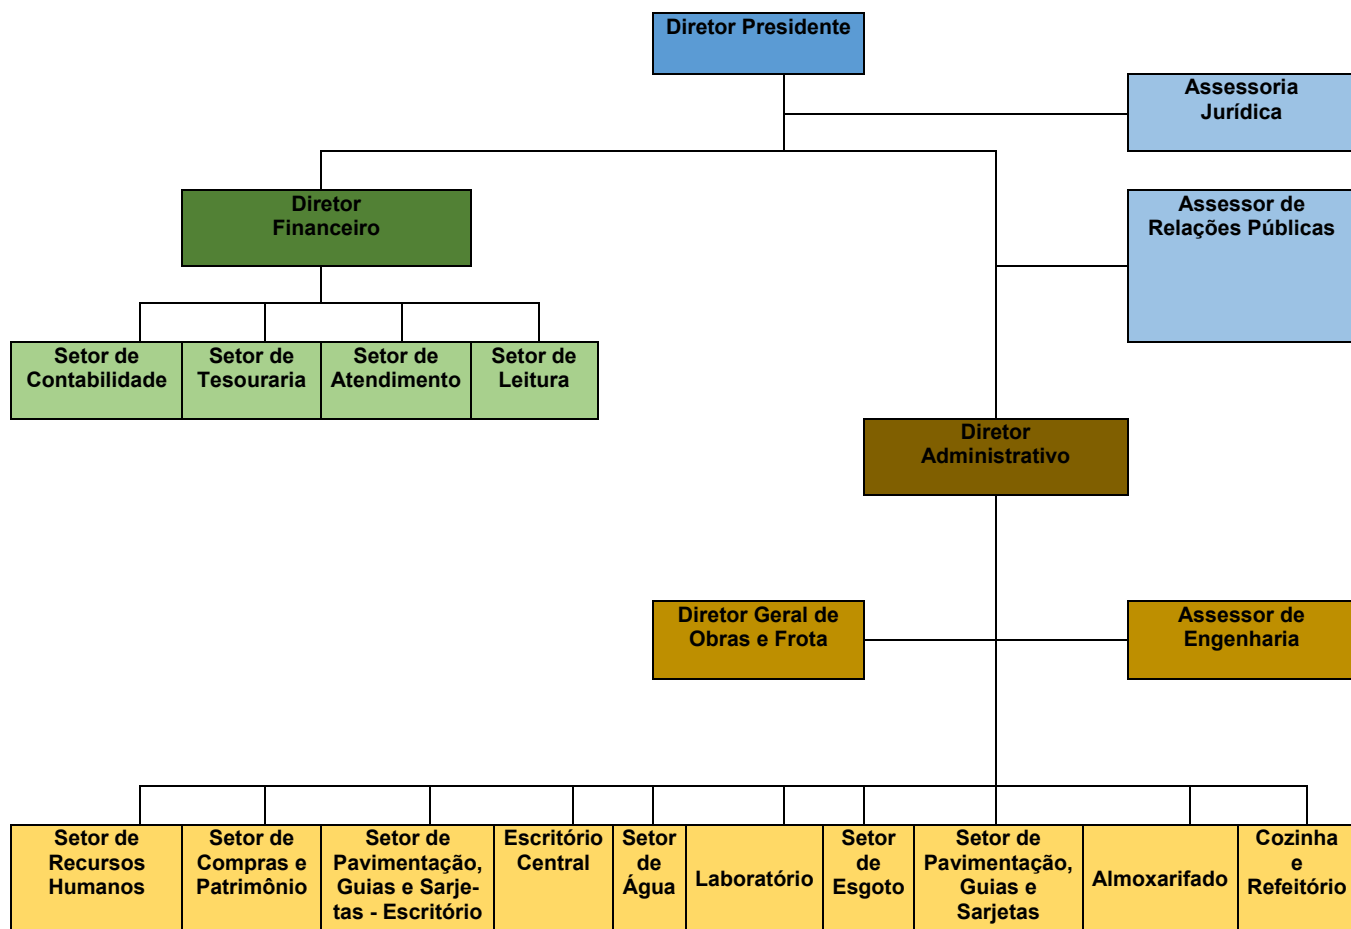 Diretor Presidente
Assessoria
Jurídica
Diretor
Financeiro
Assessor de
Relações Públicas
Setor de
Contabilidade
Setor de
Tesouraria
Setor de
Atendimento
Setor de
Leitura
Diretor
Administrativo
Diretor Geral de
Obras e Frota
Assessor de
Engenharia
Setor de
Recursos
Humanos
Setor de
Compras e
Patrimônio
Setor de
Pavimentação,
Guias e Sarje-
tas - Escritório
Escritório
Central
Setor
de
Água
Laboratório
Setor
de
Esgoto
Setor de
Pavimentação,
Guias e
Sarjetas
Almoxarifado
Cozinha
e
Refeitório